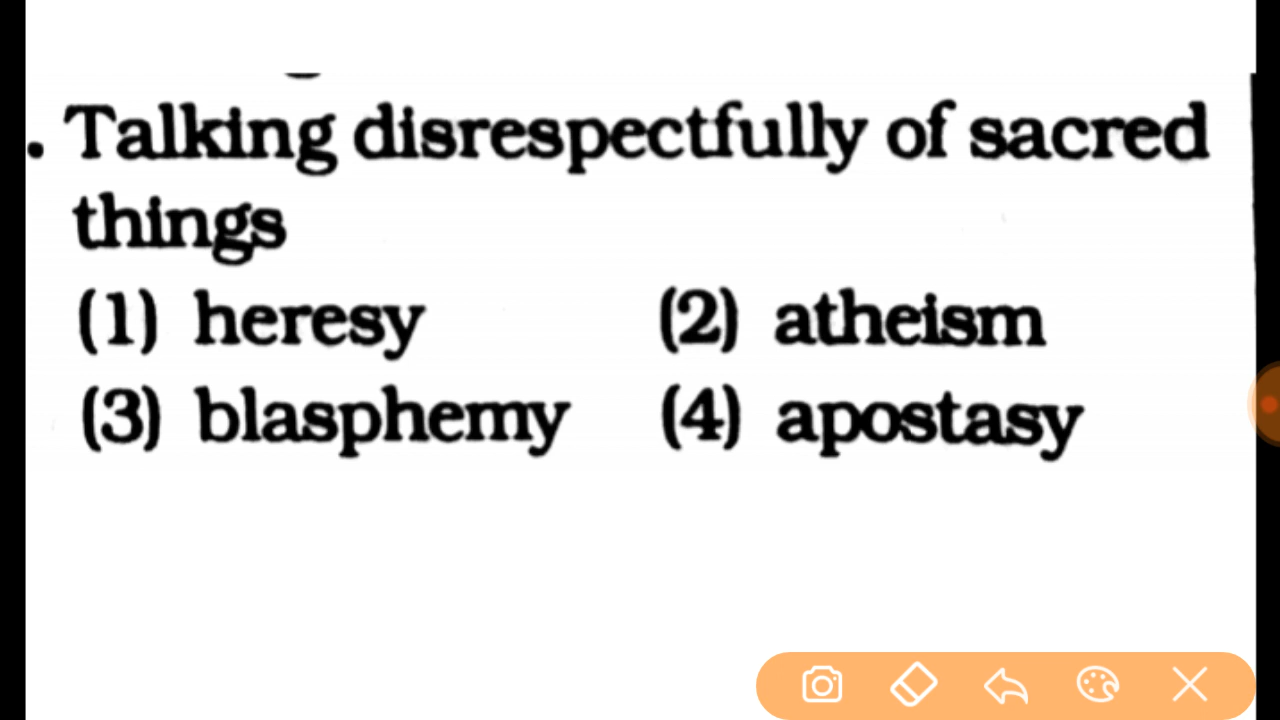 . Talking disrespectfully of sacred
things
(1) heresy (2) atheism
(3) blasphemy (4) apostasy